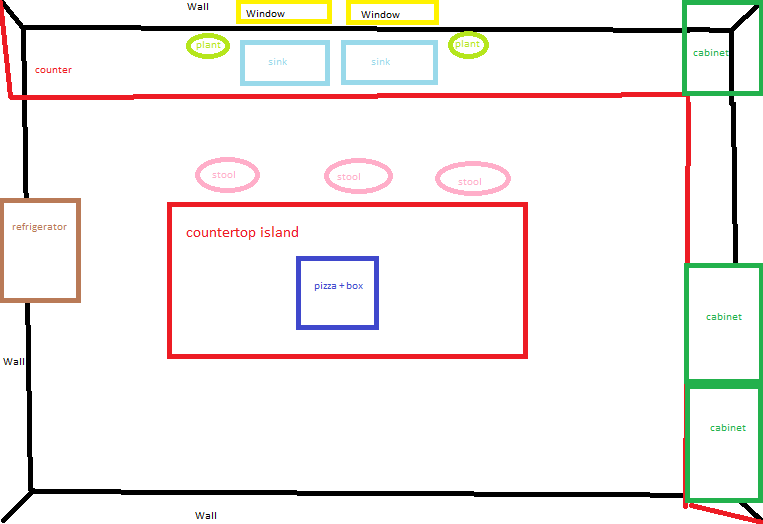 Wall
Window
Window
plant
plant
sink
sink
cabinet
counter
stool
stool
stool
refrigerator
countertop island
pizza + box
cabinet
Wall
cabinet
Wall